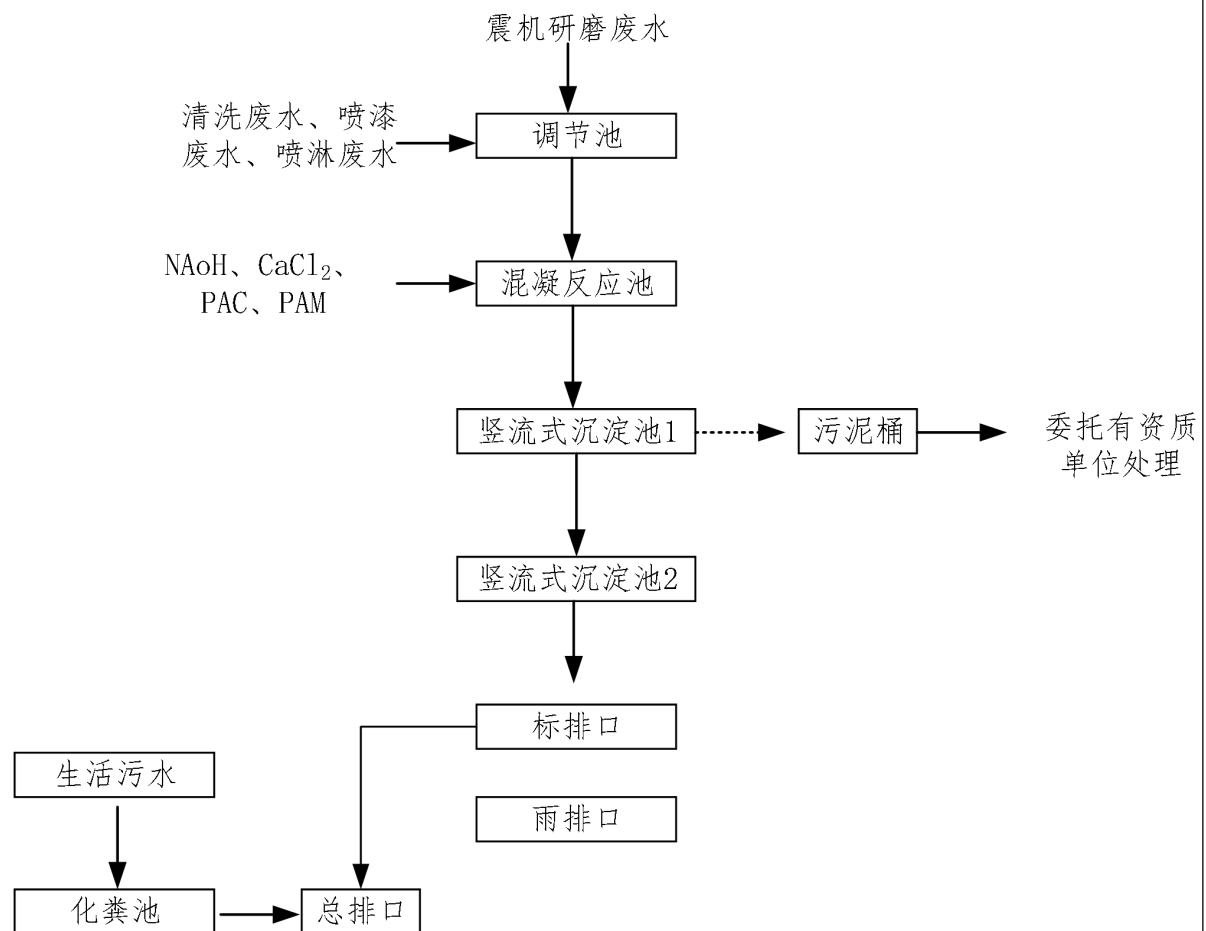 震机研磨废水
清洗废水、喷漆
废水、喷淋废水
调节池
NAoH、CaCl₂、
PAC、PAM
混凝反应池
竖流式沉淀池1
污泥桶
委托有资质
单位处理
竖流式沉淀池2
标排口
生活污水
雨排口
化粪池
总排口